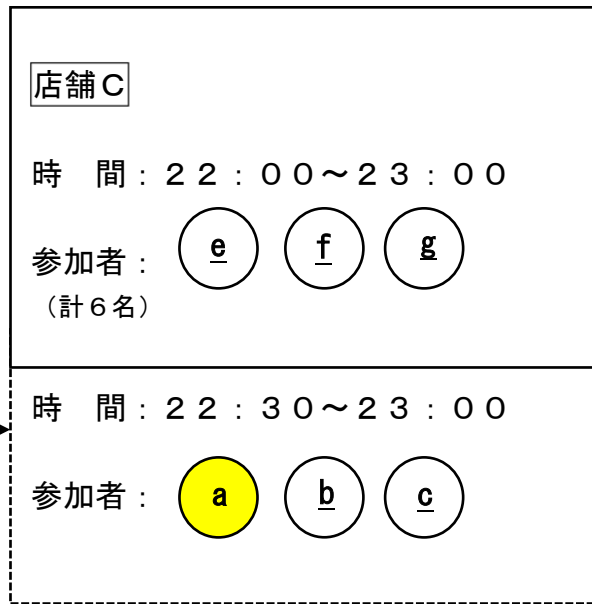 店舗Ｃ
時　間：２２：００～２３：００
参加者： e f g
（計６名）
時　間：２２：３０～２３：００
参加者： a b c